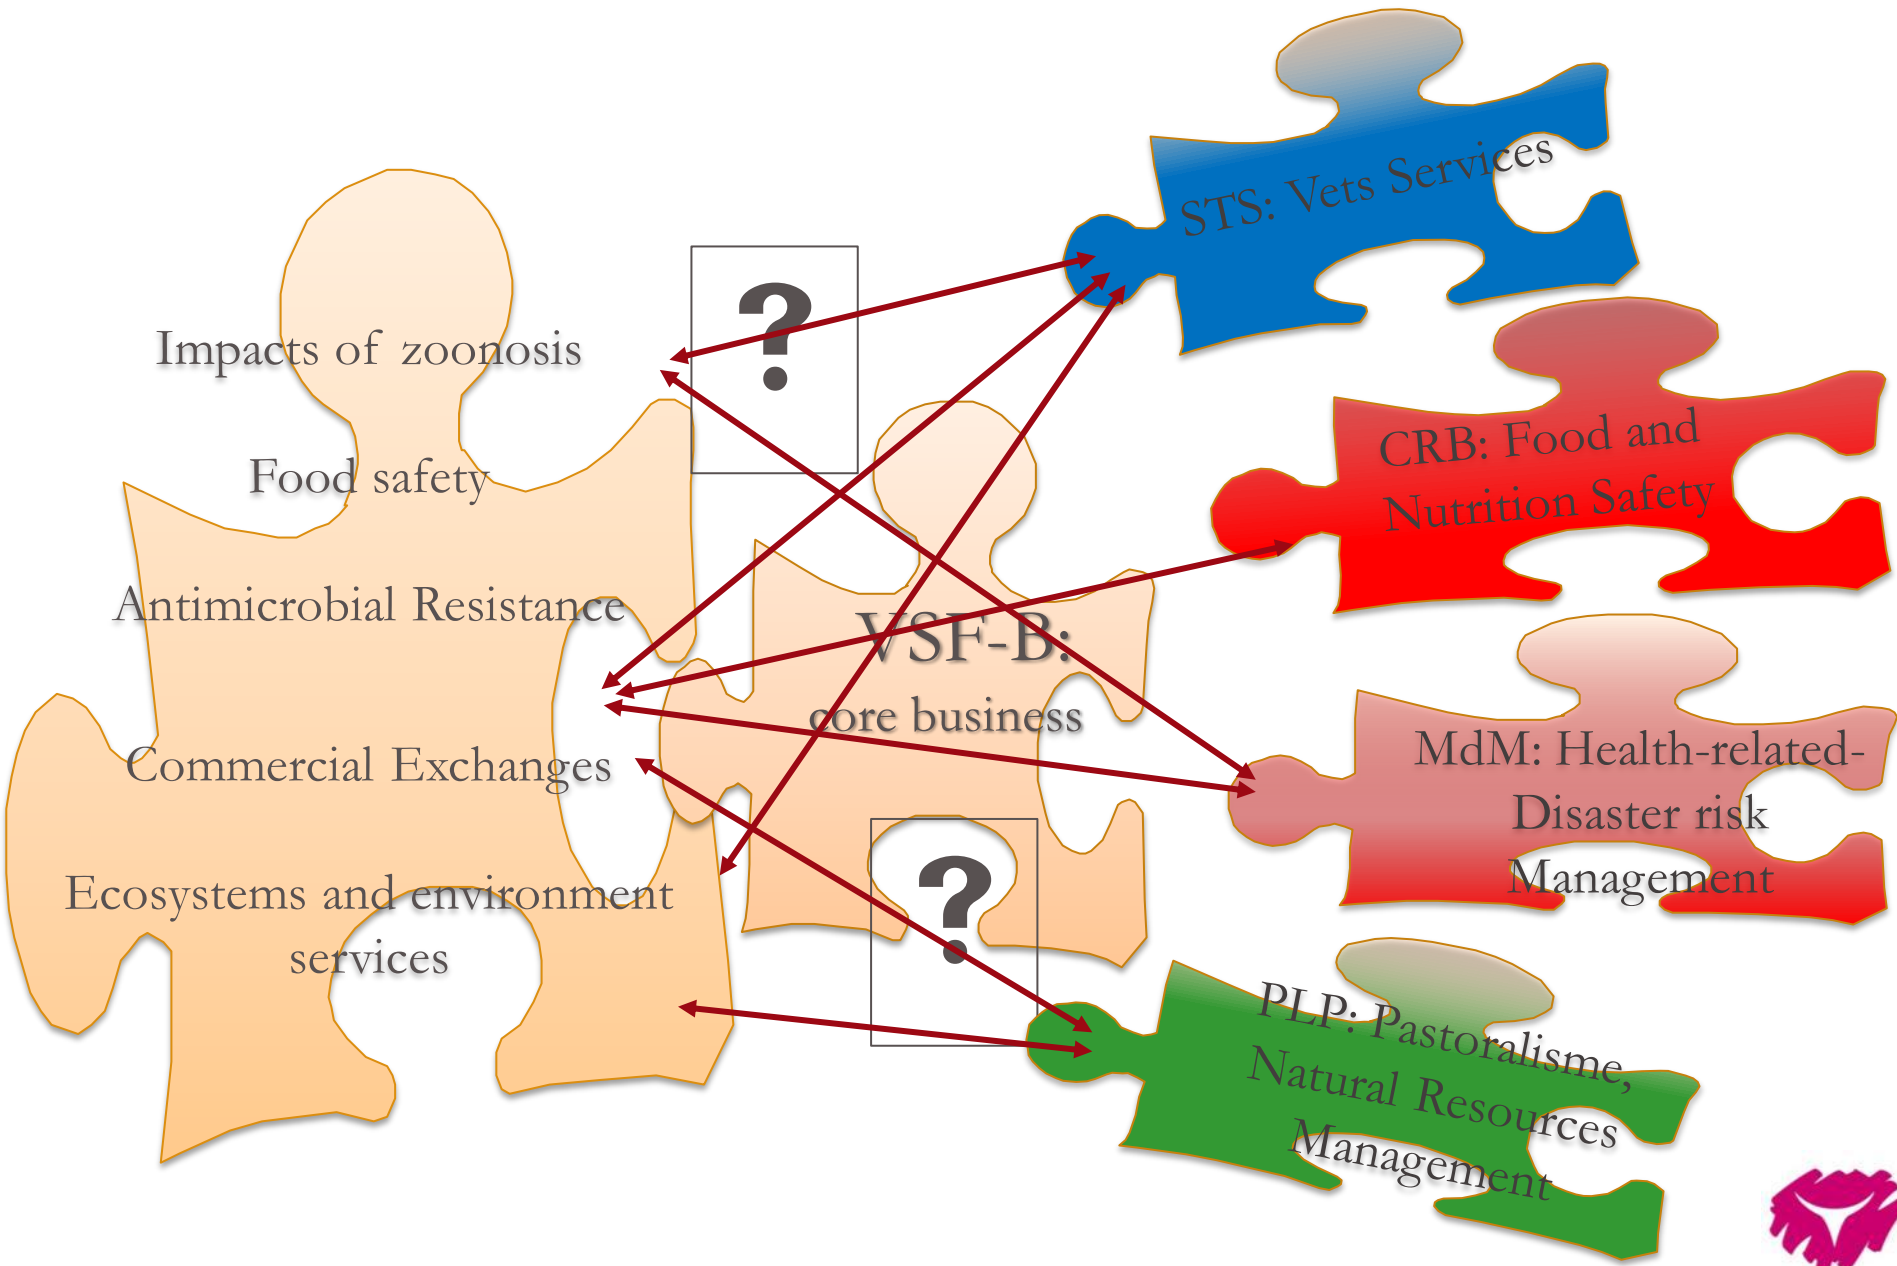 Impacts of zoonosis
Food safety
Antimicrobial Resistance
Commercial Exchanges
Ecosystems and environment
services
?
VSF-B:
core business
?
STS: Vets Services
CRB: Food and
Nutrition Safety
MdM: Health-related-
Disaster risk
Management
PLP: Pastoralisme,
Natural Resources
Management